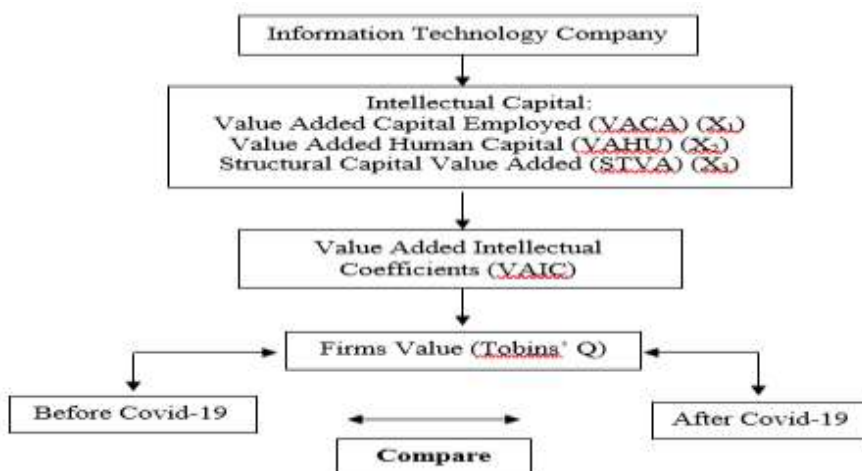 Information Technology Company
Intellectual Capital:
Value Added Capital Employed (VACA) (X₁)
Value Added Human Capital (VAHU) (X₂)
Structural Capital Value Added (STVA) (X₃)
Value Added Intellectual
Coefficients (VAIC)
Firms Value (Tobins’ Q)
Before Covid-19
After Covid-19
Compare